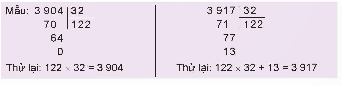 Mẫu: 3 904 32
70 122
64
0
Thử lại: 122 × 32 = 3 904
3 917 32
71 122
77
13
Thử lại: 122 × 32 + 13 = 3 917